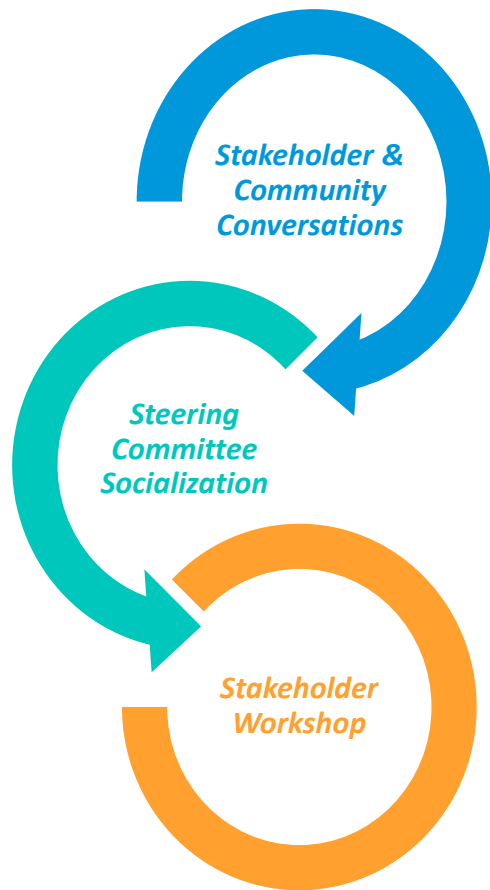 Stakeholder &
Community
Conversations
Steering
Committee
Socialization
Stakeholder
Workshop